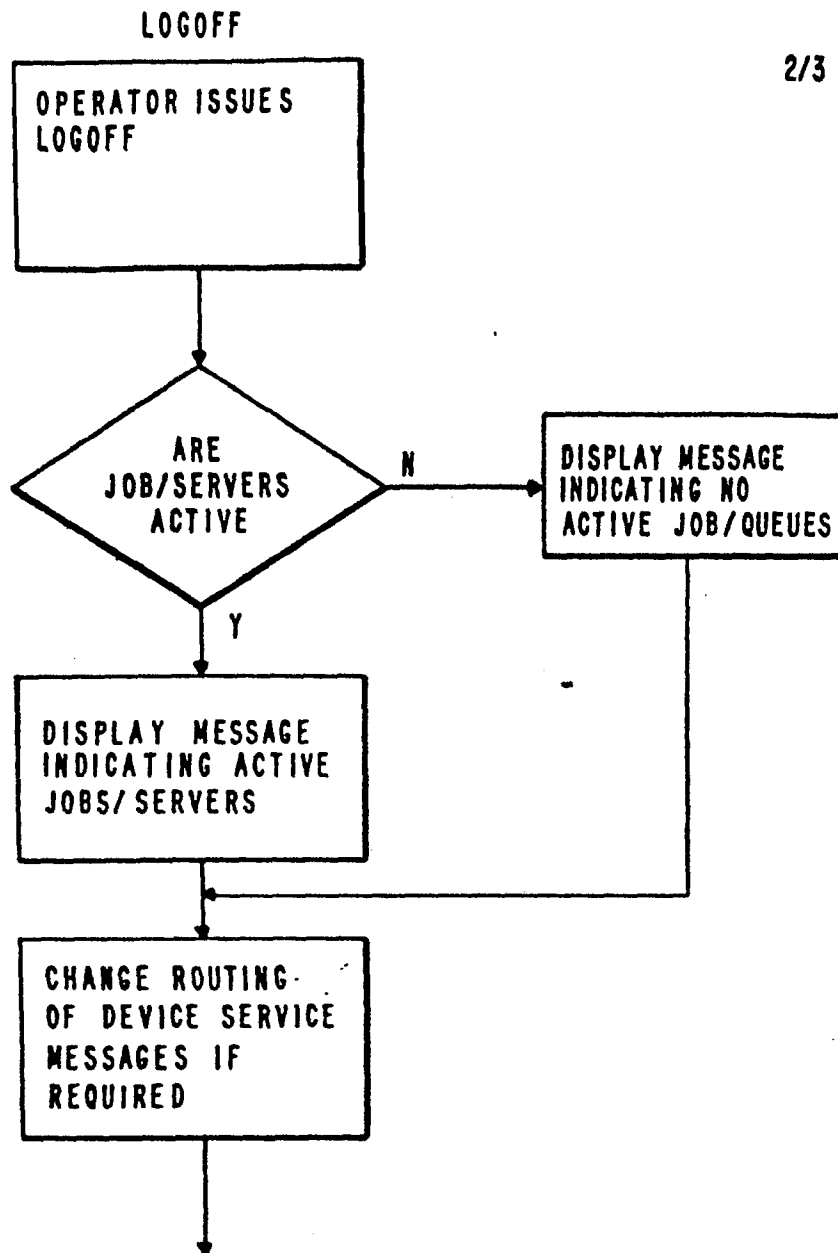 LOGOFF
2/3
OPERATOR ISSUES
LOGOFF
ARE
JOB/SERVERS
ACTIVE
N
DISPLAY MESSAGE
INDICATING NO
ACTIVE JOB/QUEUES
Y
DISPLAY MESSAGE
INDICATING ACTIVE
JOBS/SERVERS
CHANGE ROUTING
OF DEVICE SERVICE
MESSAGES IF
REQUIRED